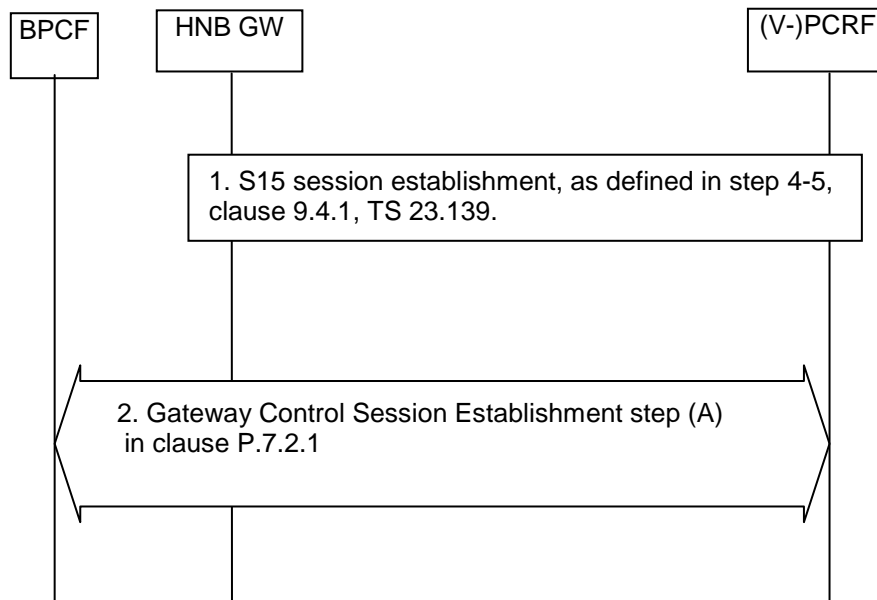 BPCF
HNB GW
(V-)PCRF
1. S15 session establishment, as defined in step 4-5,
clause 9.4.1, TS 23.139.
2. Gateway Control Session Establishment step (A)
in clause P.7.2.1